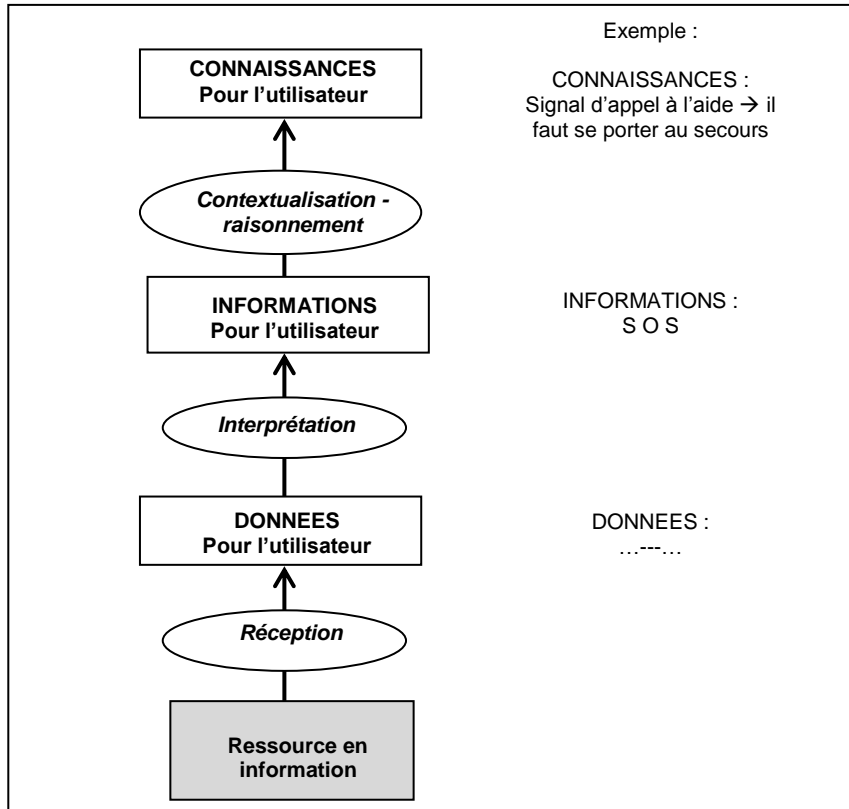 Exemple :
CONNAISSANCES
Pour l’utilisateur
CONNAISSANCES :
Signal d’appel à l’aide → il
faut se porter au secours
Contextualisation -
raisonnement
INFORMATIONS
Pour l’utilisateur
INFORMATIONS :
S O S
Interprétation
DONNEES
Pour l’utilisateur
DONNEES :
…---…
Réception
Ressource en
information